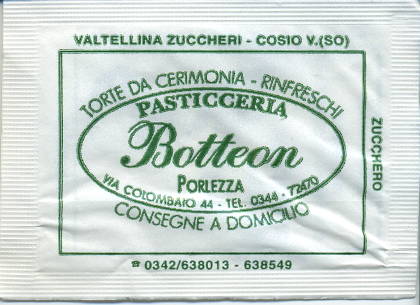 VALTELLINA ZUCCHERI - COSIO V.(SO)
TORTE DA CERIMONIA - RINFRESCHI
PASTICCERIA
Botteon
PORLEZZA
VIA COLOMBAIO 44 - TEL. 0344 - 72470
CONSEGNE A DOMICILIO
ZUCCHERO
☎ 0342/638013 - 638549